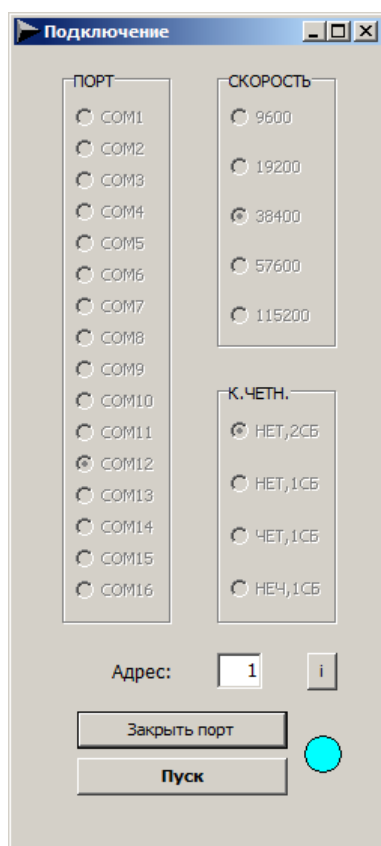 Подключение
ПОРТ
COM1
COM2
COM3
COM4
COM5
COM6
COM7
COM8
COM9
COM10
COM11
COM12
COM13
COM14
COM15
COM16
СКОРОСТЬ
9600
19200
38400
57600
115200
К.ЧЕТН.
НЕТ,2СБ
НЕТ,1СБ
ЧЕТ,1СБ
НЕЧ,1СБ
Адрес: 1 i
Закрыть порт
Пуск